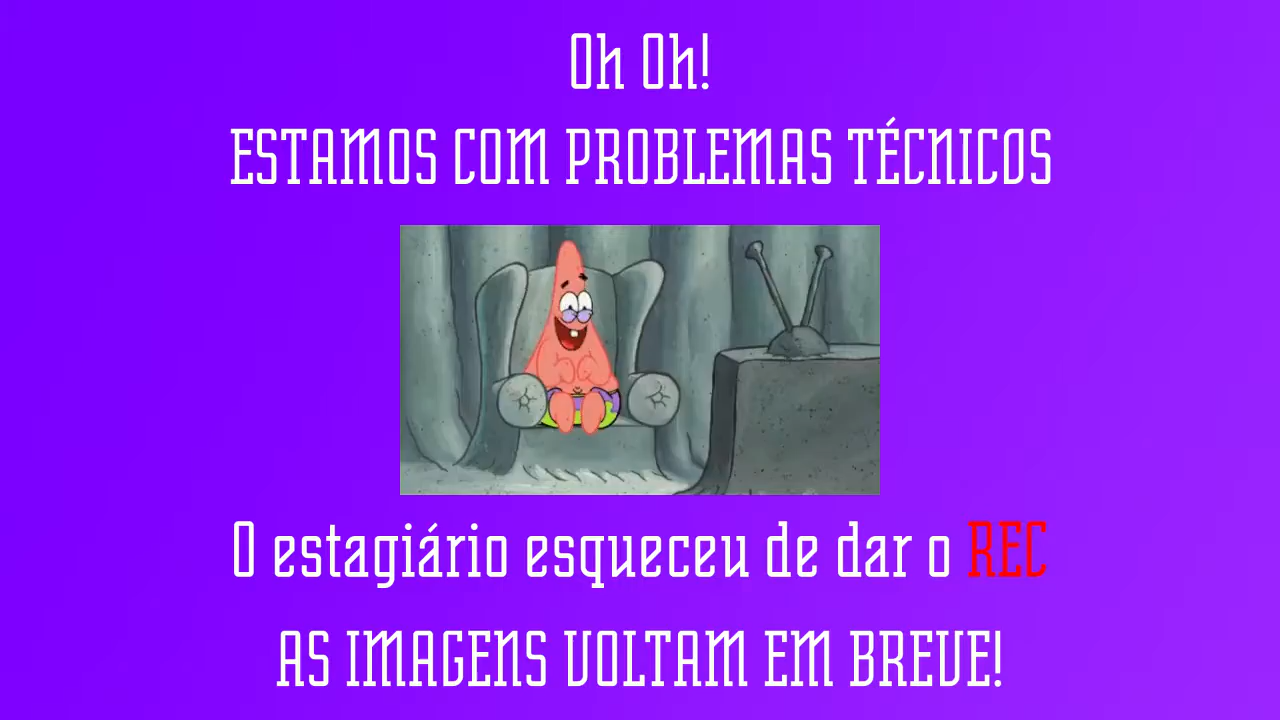 Oh Oh!
ESTAMOS COM PROBLEMAS TÉCNICOS
O estagiário esqueceu de dar o REC
AS IMAGENS VOLTAM EM BREVE!